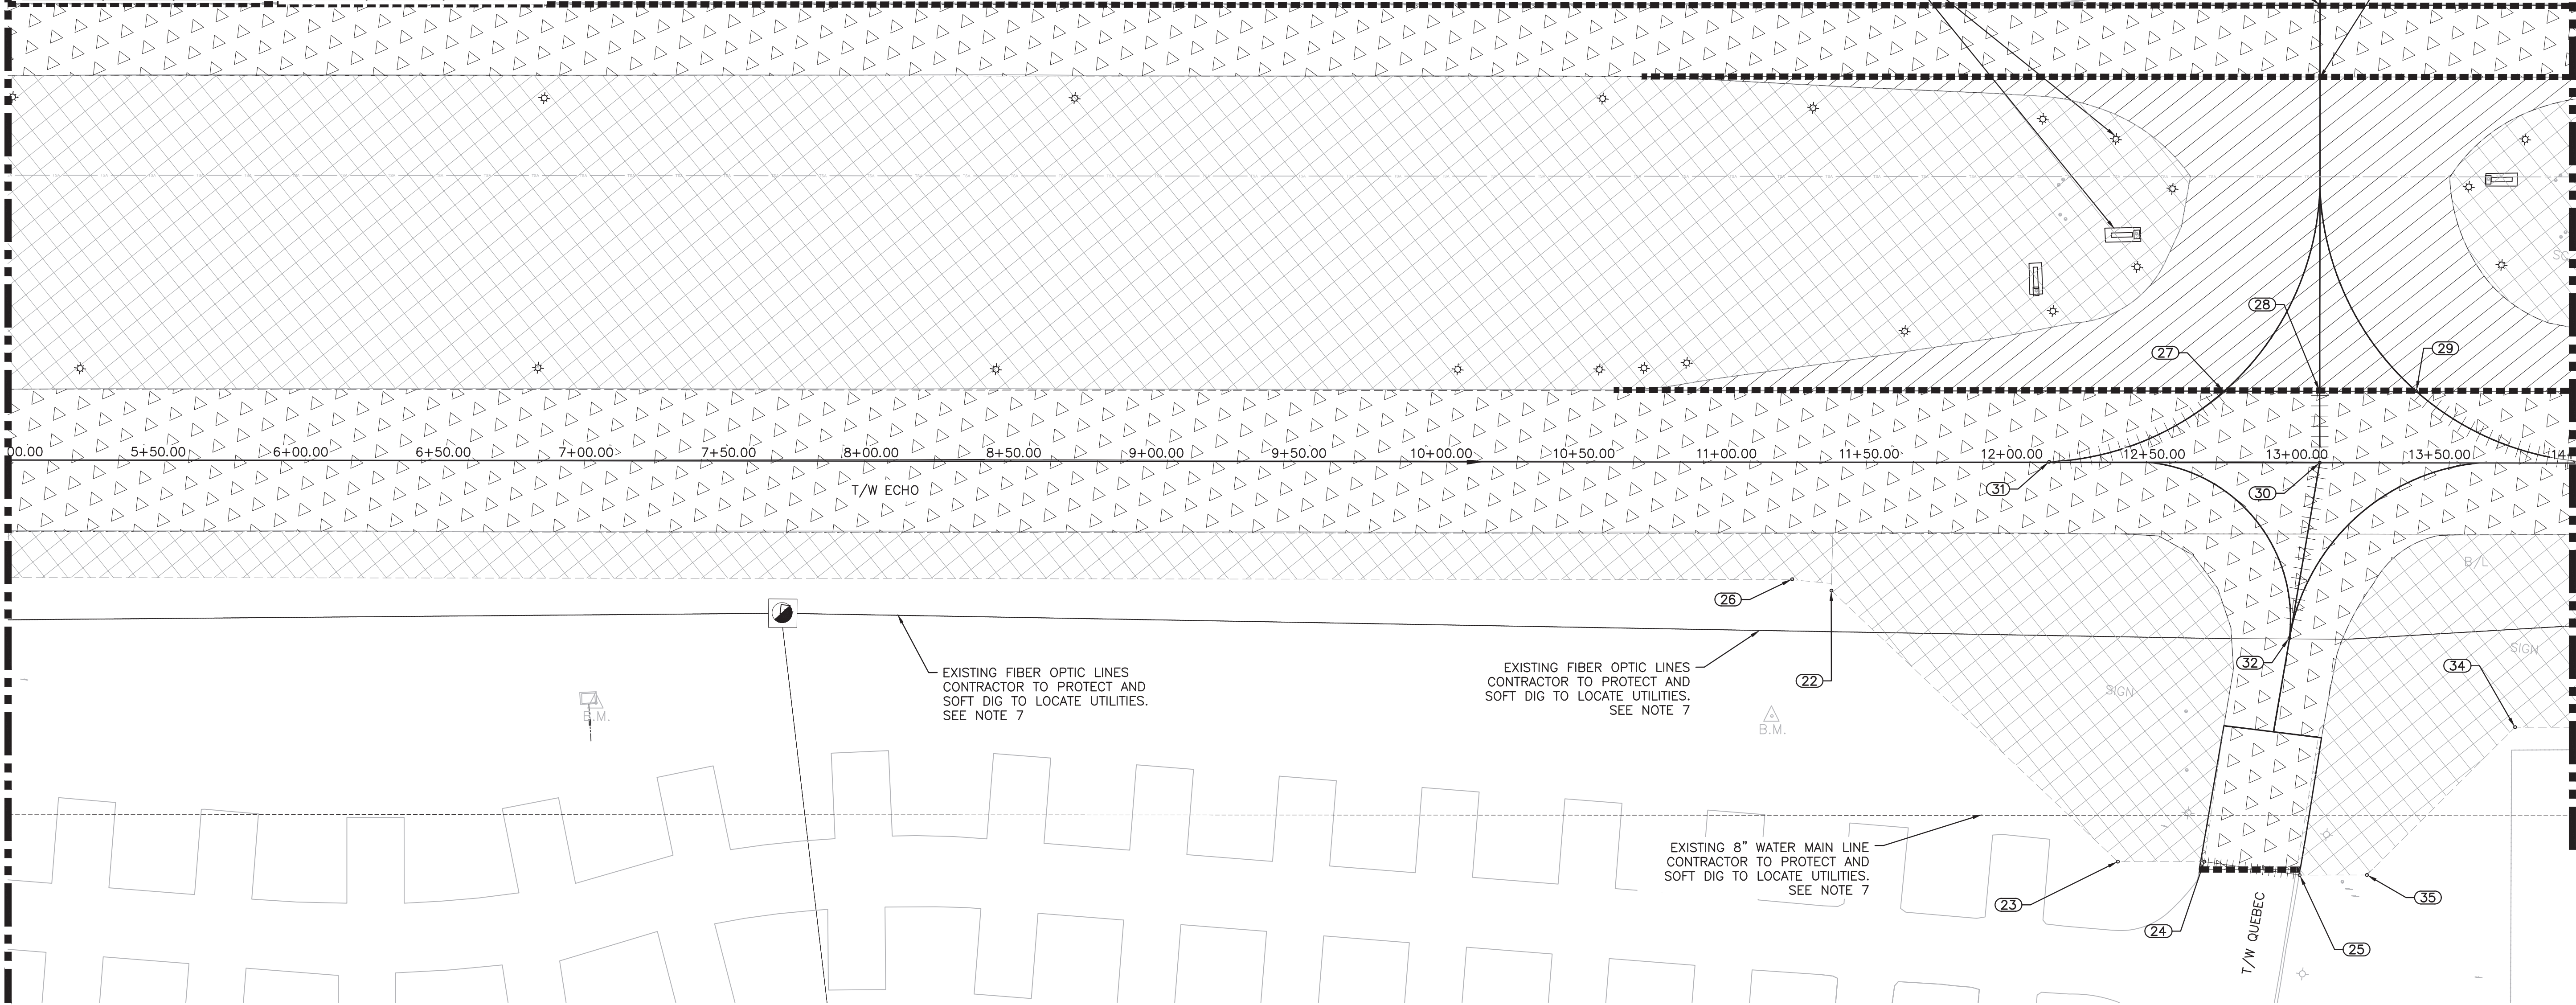 28
27
29
00.00
5+50.00
6+00.00
6+50.00
7+00.00
7+50.00
8+00.00
8+50.00
9+00.00
9+50.00
10+00.00
10+50.00
11+00.00
11+50.00
12+00.00
12+50.00
13+00.00
13+50.00
14
T/W ECHO
31
30
B/L
26
SIGN
32
34
EXISTING FIBER OPTIC LINES
CONTRACTOR TO PROTECT AND
SOFT DIG TO LOCATE UTILITIES.
SEE NOTE 7
EXISTING FIBER OPTIC LINES
CONTRACTOR TO PROTECT AND
SOFT DIG TO LOCATE UTILITIES.
SEE NOTE 7
22
SIGN
B.M.
B.M.
EXISTING 8" WATER MAIN LINE
CONTRACTOR TO PROTECT AND
SOFT DIG TO LOCATE UTILITIES.
SEE NOTE 7
23
35
24
T/W QUEBEC
25